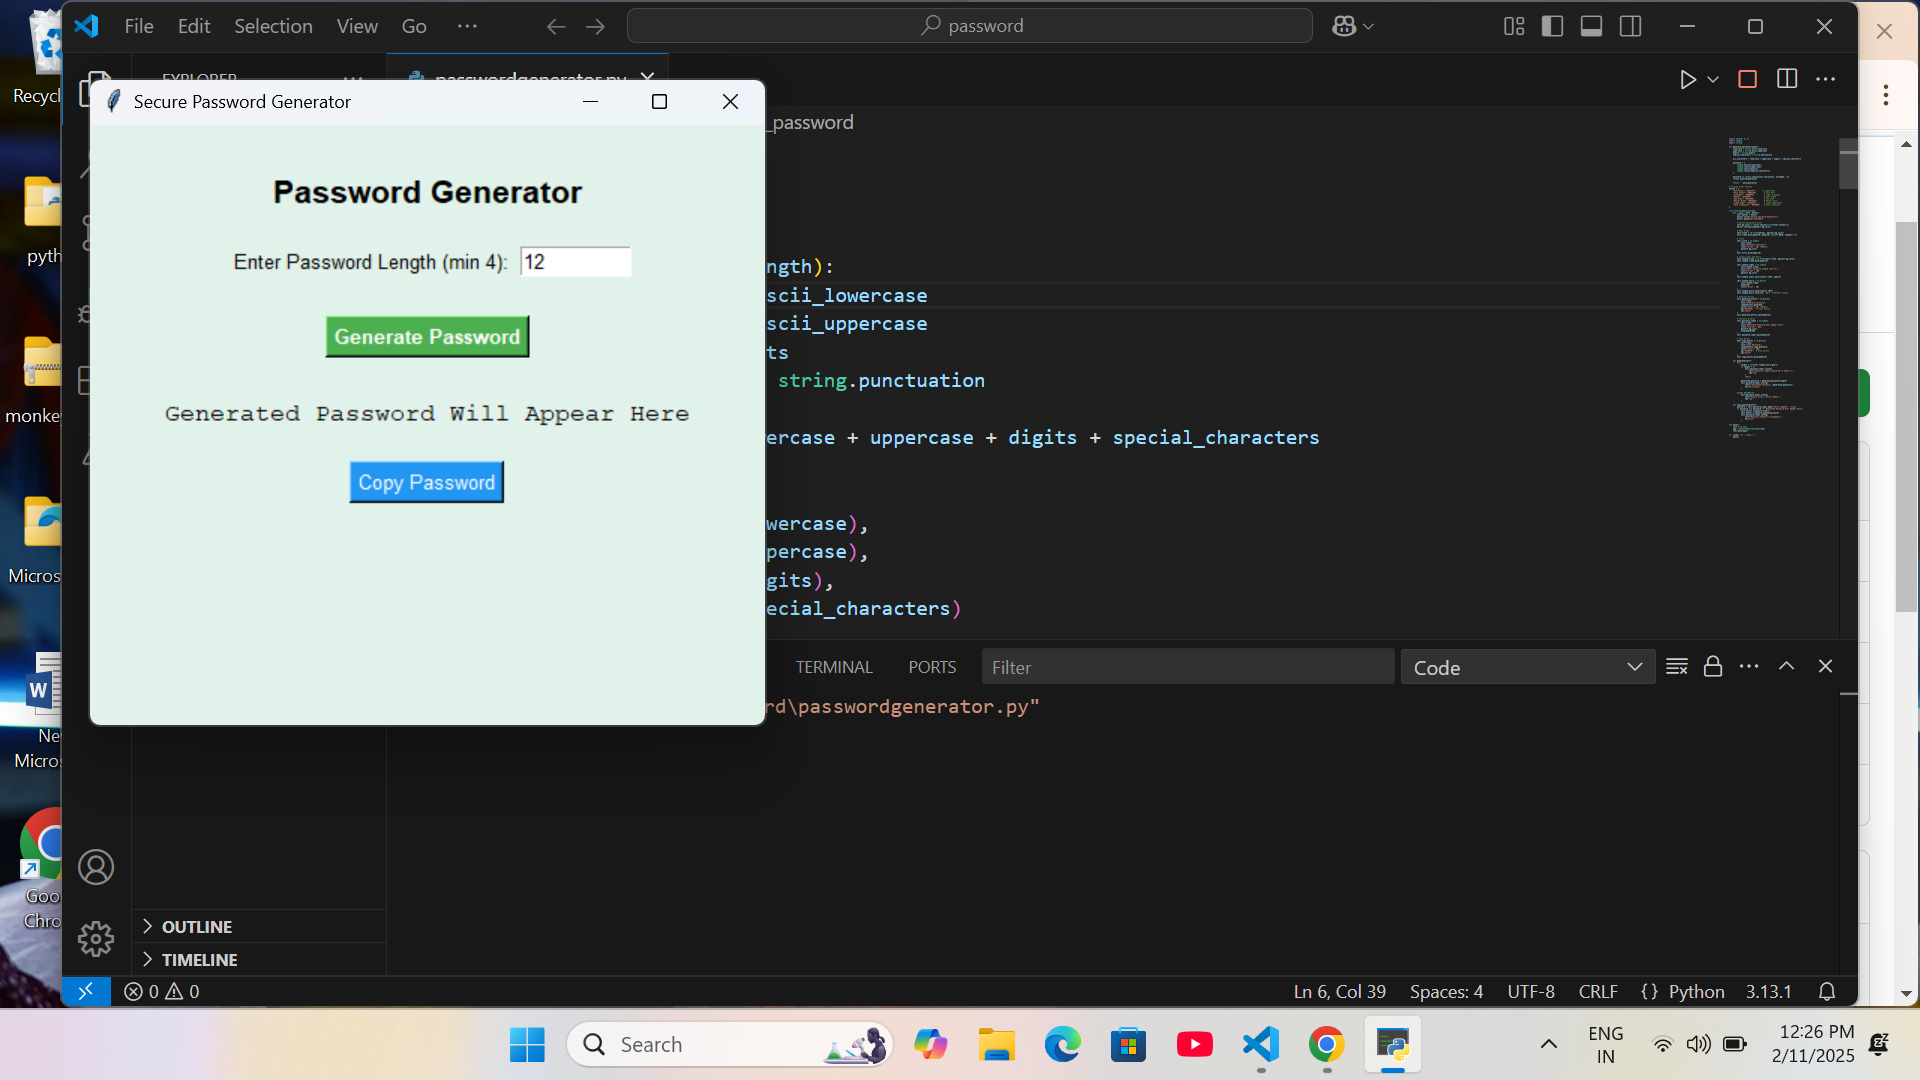 File Edit Selection View Go
password
Recycl
EXPLORER
passwordgenerator.py
Secure Password Generator
_password
Password Generator
Enter Password Length (min 4): 12
Generate Password
Generated Password Will Appear Here
Copy Password
ngth):
scii_lowercase
scii_uppercase
ts
string.punctuation
ercase + uppercase + digits + special_characters
wercase),
percase),
gits),
ecial_characters)
pyth
monke
Micros
Ne
Micro
Goo
Chro
TERMINAL PORTS Filter Code
rd\passwordgenerator.py"
OUTLINE
TIMELINE
0 0
Ln 6, Col 39 Spaces: 4 UTF-8 CRLF {} Python 3.13.1
Search
ENG
IN
12:26 PM
2/11/2025